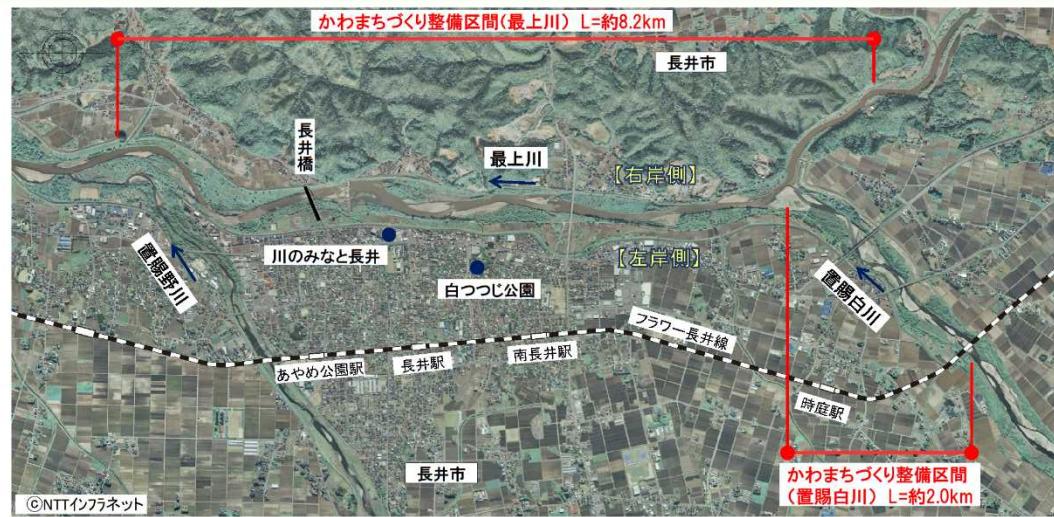 かわまちづくり整備区間(最上川) L=約8.2km
長井市
長井橋
最上川
【右岸側】
川のみなと長井
【左岸側】
置賜野川
白つつじ公園
置賜白川
フラワー長井線
あやめ公園駅
長井駅
南長井駅
時庭駅
長井市
かわまちづくり整備区間
(置賜白川) L=約2.0km
©NTTインフラネット